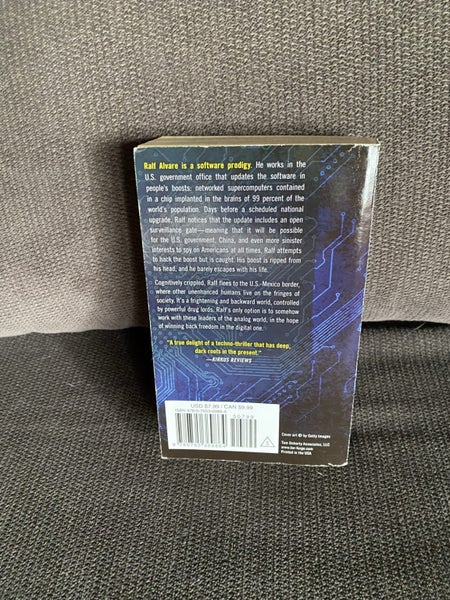 Ralf Alvare is a software prodigy. He works in the
U.S. government office that updates the software in
people's boosts: networked supercomputers contained
in a chip implanted in the brains of 99 percent of the
world's population. Days before a scheduled national
upgrade, Ralf notices that the update includes an open
surveillance gate—meaning that it will be possible
for the U.S. government, China, and even more sinister
interests to spy on Americans at all times. Ralf attempts
to hack the boost but is caught. His boost is ripped from
his head, and he barely escapes with his life.
Cognitively crippled, Ralf flees to the U.S.-Mexico border,
where other unenhanced humans live on the fringes of
society. It's a frightening and backward world, controlled
by powerful drug lords. Ralf's only option is to somehow
work with these leaders of the analog world, in the hope
of winning back freedom in the digital one.
"A true delight of a techno-thriller that has deep,
dark roots in the present."
—KIRKUS REVIEWS
USD $7.99 / CAN $9.99
50799
Cover art © by Getty Images
Tom Doherty Associates, LLC
www.tor-forge.com
Printed in the USA